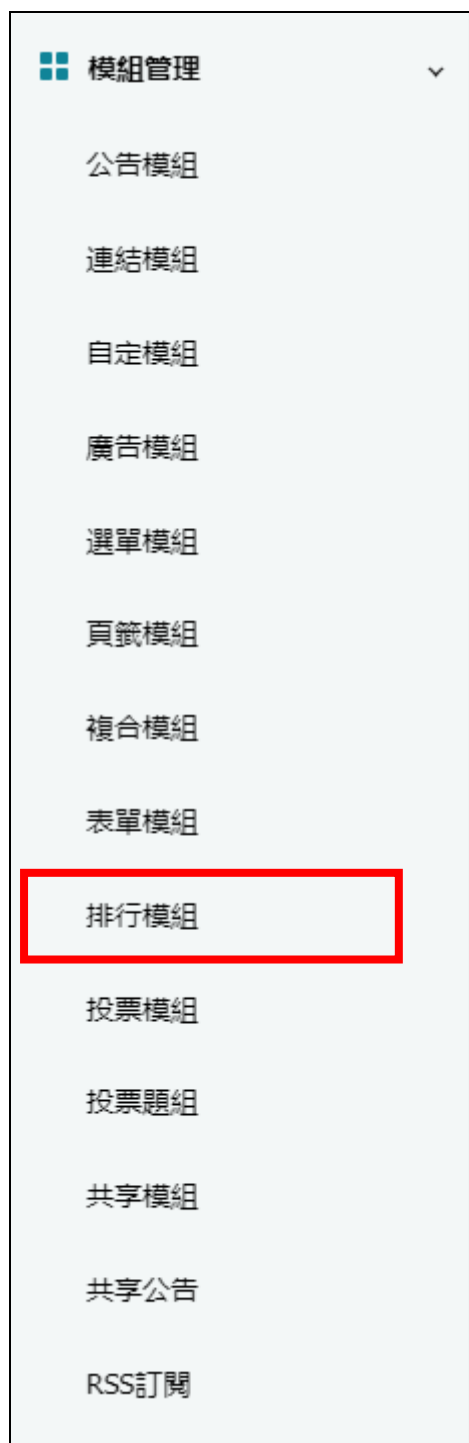 模組管理
公告模組
連結模組
自定模組
廣告模組
選單模組
頁籤模組
複合模組
表單模組
排行模組
投票模組
投票題組
共享模組
共享公告
RSS訂閱